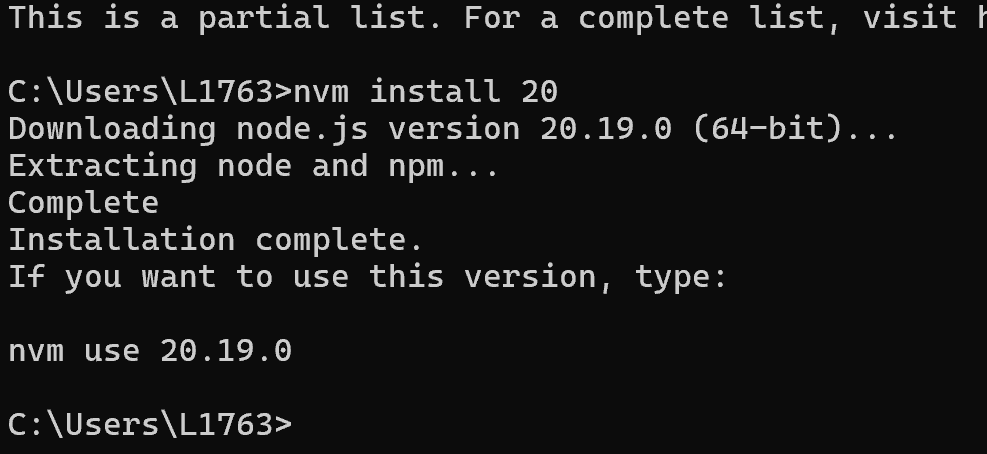 This is a partial list. For a complete list, visit
C:\Users\L1763>nvm install 20
Downloading node.js version 20.19.0 (64-bit)...
Extracting node and npm...
Complete
Installation complete.
If you want to use this version, type:
nvm use 20.19.0
C:\Users\L1763>